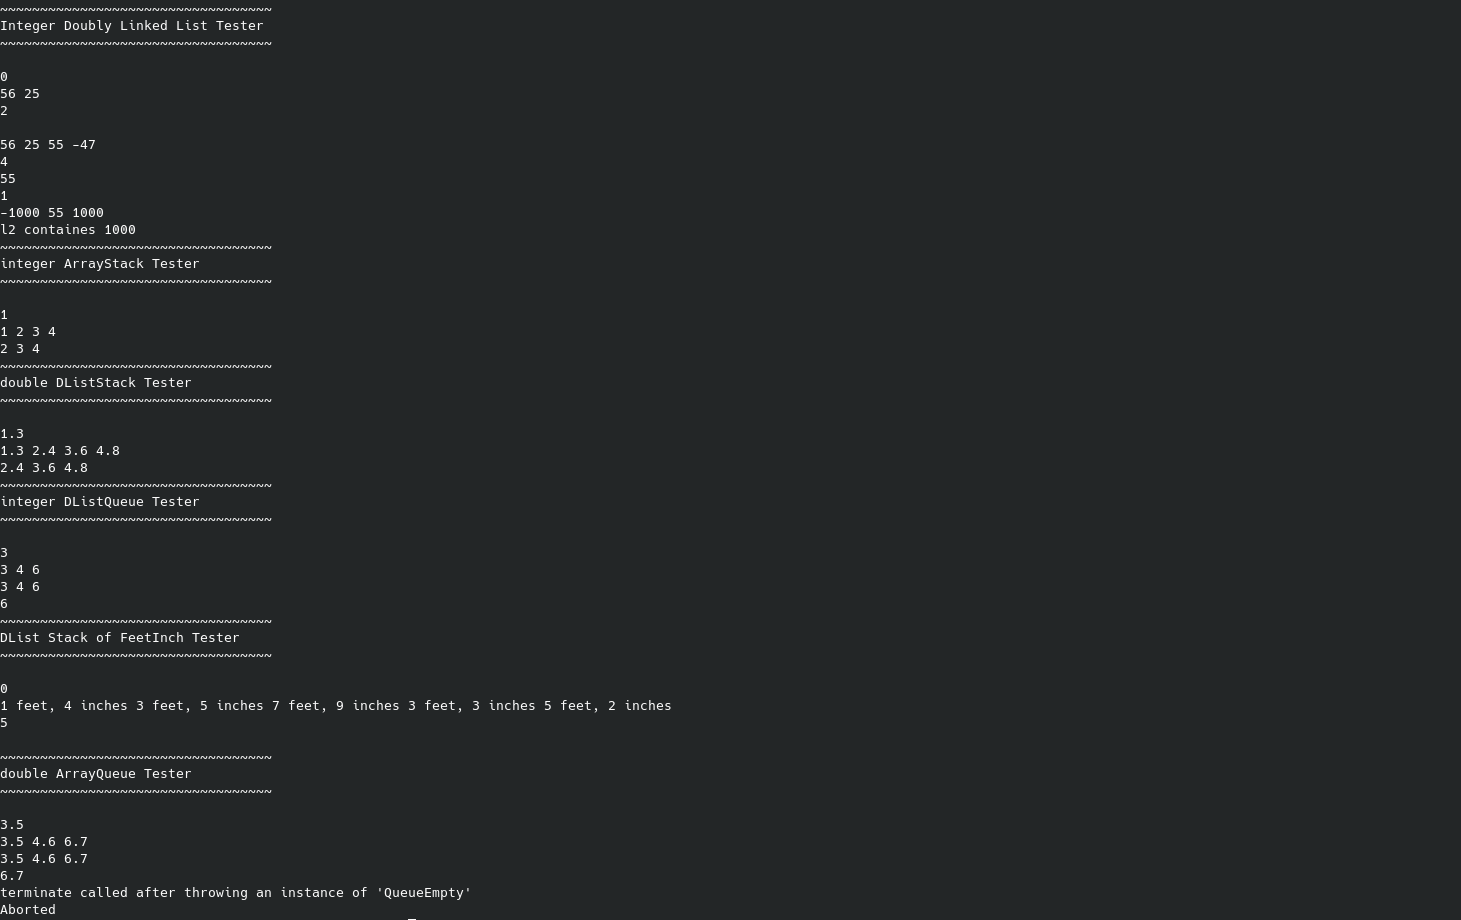 ~~~~~~~~~~~~~~~~~~~~~~~~~~~~~~~~~~
Integer Doubly Linked List Tester
~~~~~~~~~~~~~~~~~~~~~~~~~~~~~~~~~~
0
56 25
2
56 25 55 -47
4
55
1
-1000 55 1000
l2 containes 1000
~~~~~~~~~~~~~~~~~~~~~~~~~~~~~~~~~~
integer ArrayStack Tester
~~~~~~~~~~~~~~~~~~~~~~~~~~~~~~~~~~
1
1 2 3 4
2 3 4
~~~~~~~~~~~~~~~~~~~~~~~~~~~~~~~~~~
double DListStack Tester
~~~~~~~~~~~~~~~~~~~~~~~~~~~~~~~~~~
1.3
1.3 2.4 3.6 4.8
2.4 3.6 4.8
~~~~~~~~~~~~~~~~~~~~~~~~~~~~~~~~~~
integer DListQueue Tester
~~~~~~~~~~~~~~~~~~~~~~~~~~~~~~~~~~
3
3 4 6
3 4 6
6
~~~~~~~~~~~~~~~~~~~~~~~~~~~~~~~~~~
DList Stack of FeetInch Tester
~~~~~~~~~~~~~~~~~~~~~~~~~~~~~~~~~~
0
1 feet, 4 inches 3 feet, 5 inches 7 feet, 9 inches 3 feet, 3 inches 5 feet, 2 inches
5
~~~~~~~~~~~~~~~~~~~~~~~~~~~~~~~~~~
double ArrayQueue Tester
~~~~~~~~~~~~~~~~~~~~~~~~~~~~~~~~~~
3.5
3.5 4.6 6.7
3.5 4.6 6.7
6.7
terminate called after throwing an instance of 'QueueEmpty'
Aborted